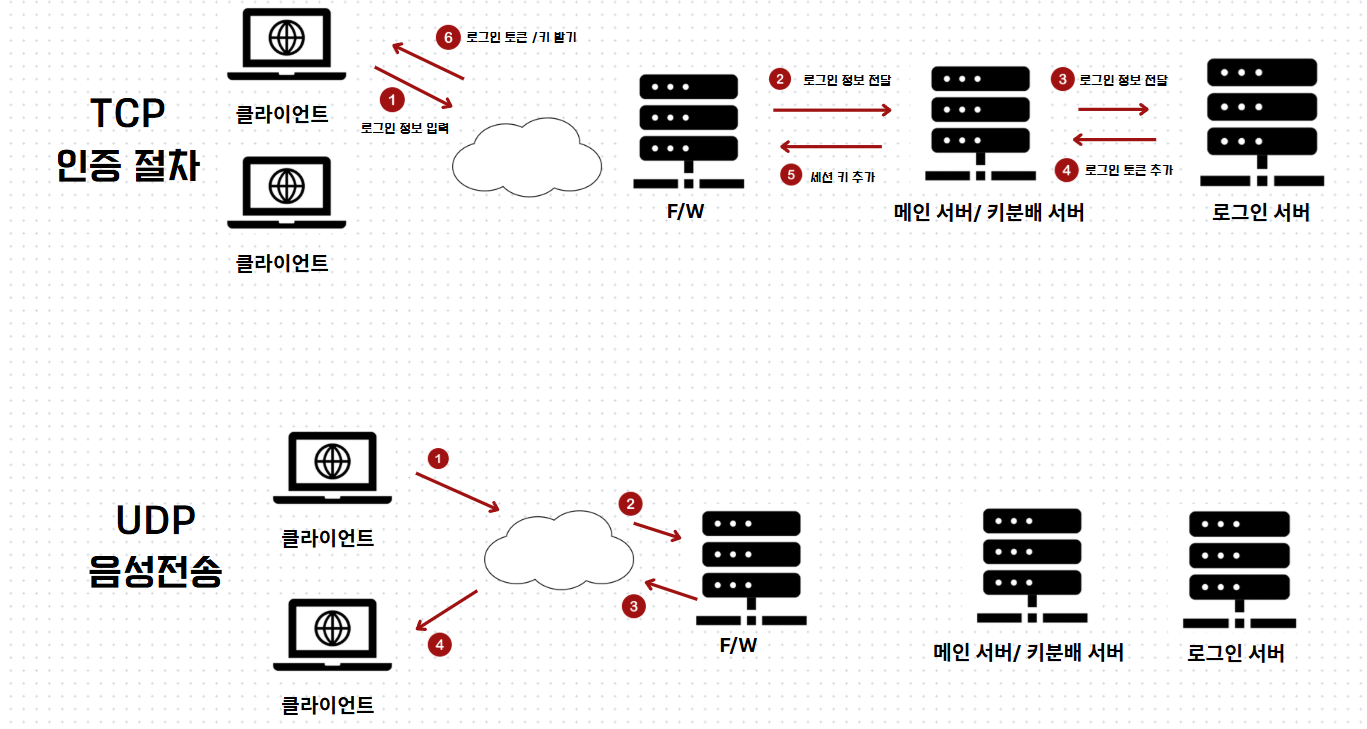 6 로그인 토큰 /키 받기
1
로그인 정보 입력
클라이언트
TCP
인증 절차
클라이언트
2 로그인 정보 전달
5 세션 키 추가
F/W
3 로그인 정보 전달
4 로그인 토큰 추가
메인 서버/ 키분배 서버
로그인 서버
UDP
음성전송
클라이언트
1
2
3
4
클라이언트
F/W
메인 서버/ 키분배 서버
로그인 서버